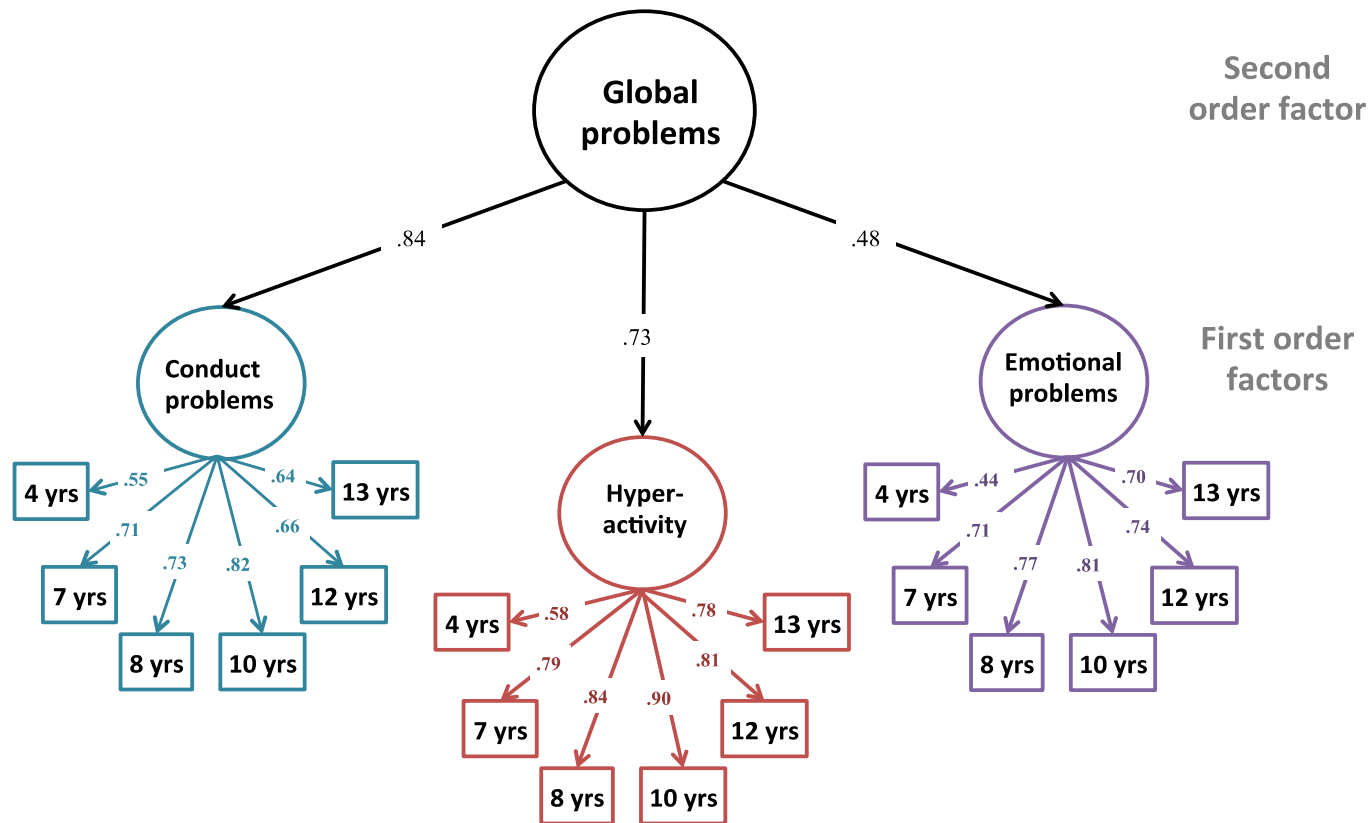 Global
problems
Second
order factor
.84
.48
.73
Conduct
problems
Emotional
problems
First order
factors
Hyper-
activity
4 yrs
.55
.64
13 yrs
.71
.66
.73
.82
7 yrs
12 yrs
8 yrs
10 yrs
4 yrs
.58
.78
13 yrs
.79
.81
.84
.90
7 yrs
12 yrs
8 yrs
10 yrs
4 yrs
.44
.70
13 yrs
.71
.74
.77
.81
7 yrs
12 yrs
8 yrs
10 yrs